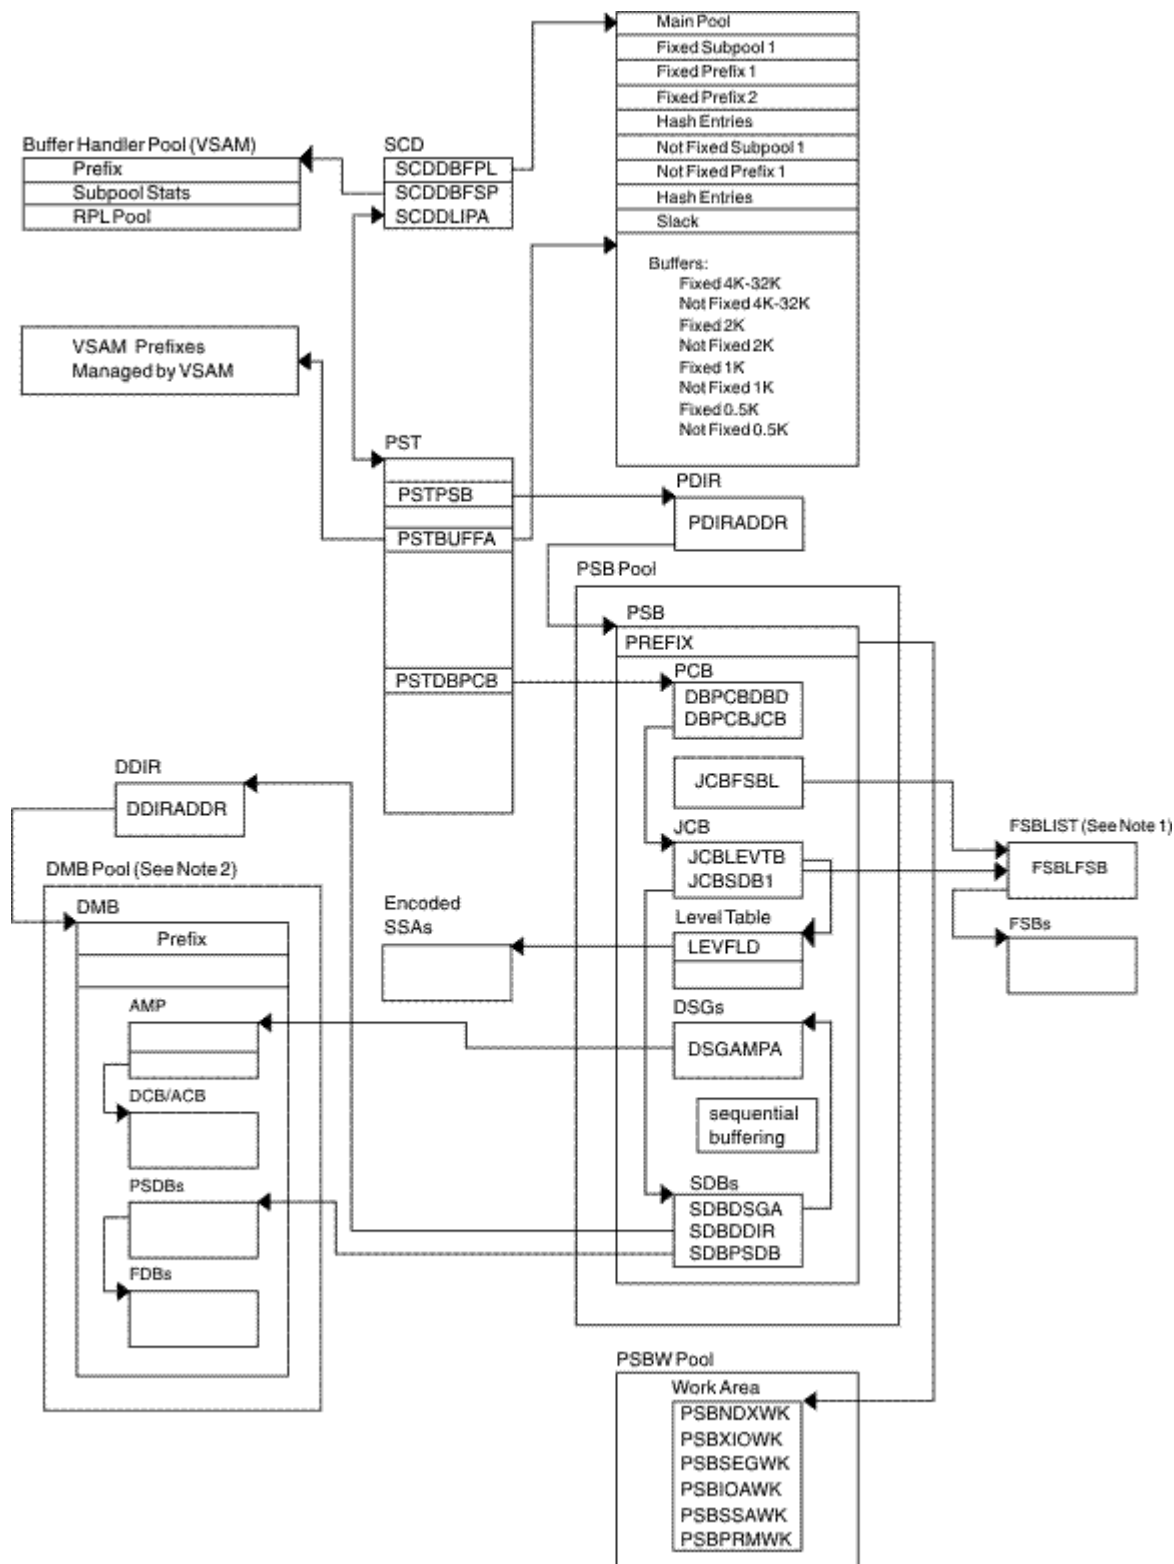 Main Pool
Fixed Subpool 1
Fixed Prefix 1
Fixed Prefix 2
Hash Entries
Not Fixed Subpool 1
Not Fixed Prefix 1
Hash Entries
Slack
Buffers:
Fixed 4K-32K
Not Fixed 4K-32K
Fixed 2K
Not Fixed 2K
Fixed 1K
Not Fixed 1K
Fixed 0.5K
Not Fixed 0.5K
Buffer Handler Pool (VSAM)
Prefix
Subpool Stats
RPL Pool
SCD
SCDDBFPL
SCDDBFSP
SCDDLIPA
VSAM Prefixes
Managed by VSAM
PST
PSTPSB
PSTBUFFA
PSTDBPCB
PDIR
PDIRADDR
PSB Pool
PSB
PREFIX
PCB
DBPCBDBD
DBPCBJCB
JCBFSBL
JCB
JCBLEVTB
JCBSDB1
Level Table
LEVFLD
DSGs
DSGAMPA
sequential
buffering
SDBs
SDBDSGA
SDBDDIR
SDBPSDB
FSBLIST (See Note 1)
FSBLFSB
FSBs
DDIR
DDIRADDR
DMB Pool (See Note 2)
DMB
Prefix
AMP
DCB/ACB
PSDBs
FDBs
Encoded
SSAs
PSBW Pool
Work Area
PSBNDXWK
PSBXIOWK
PSBSEGWK
PSBIOAWK
PSBSSAWK
PSBPRMWK